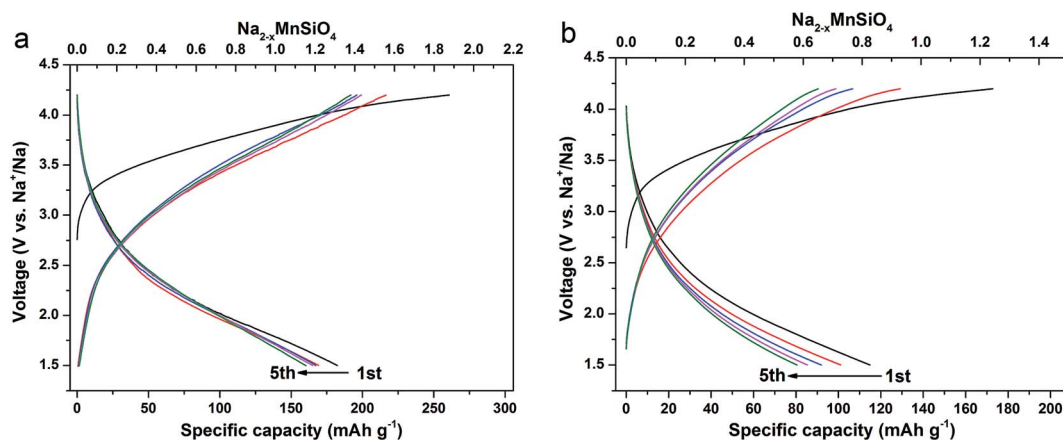 a
Na2-xMnSiO4
0.0 0.2 0.4 0.6 0.8 1.0 1.2 1.4 1.6 1.8 2.0 2.2
4.5
4.0
3.5
3.0
2.5
2.0
1.5
Voltage (V vs. Na+/Na)
5th
1st
0 50 100 150 200 250 300
Specific capacity (mAh g-1)
b
Na2-xMnSiO4
0.0 0.2 0.4 0.6 0.8 1.0 1.2 1.4
4.5
4.0
3.5
3.0
2.5
2.0
1.5
Voltage (V vs. Na+/Na)
5th
1st
0 20 40 60 80 100 120 140 160 180 200
Specific capacity (mAh g-1)